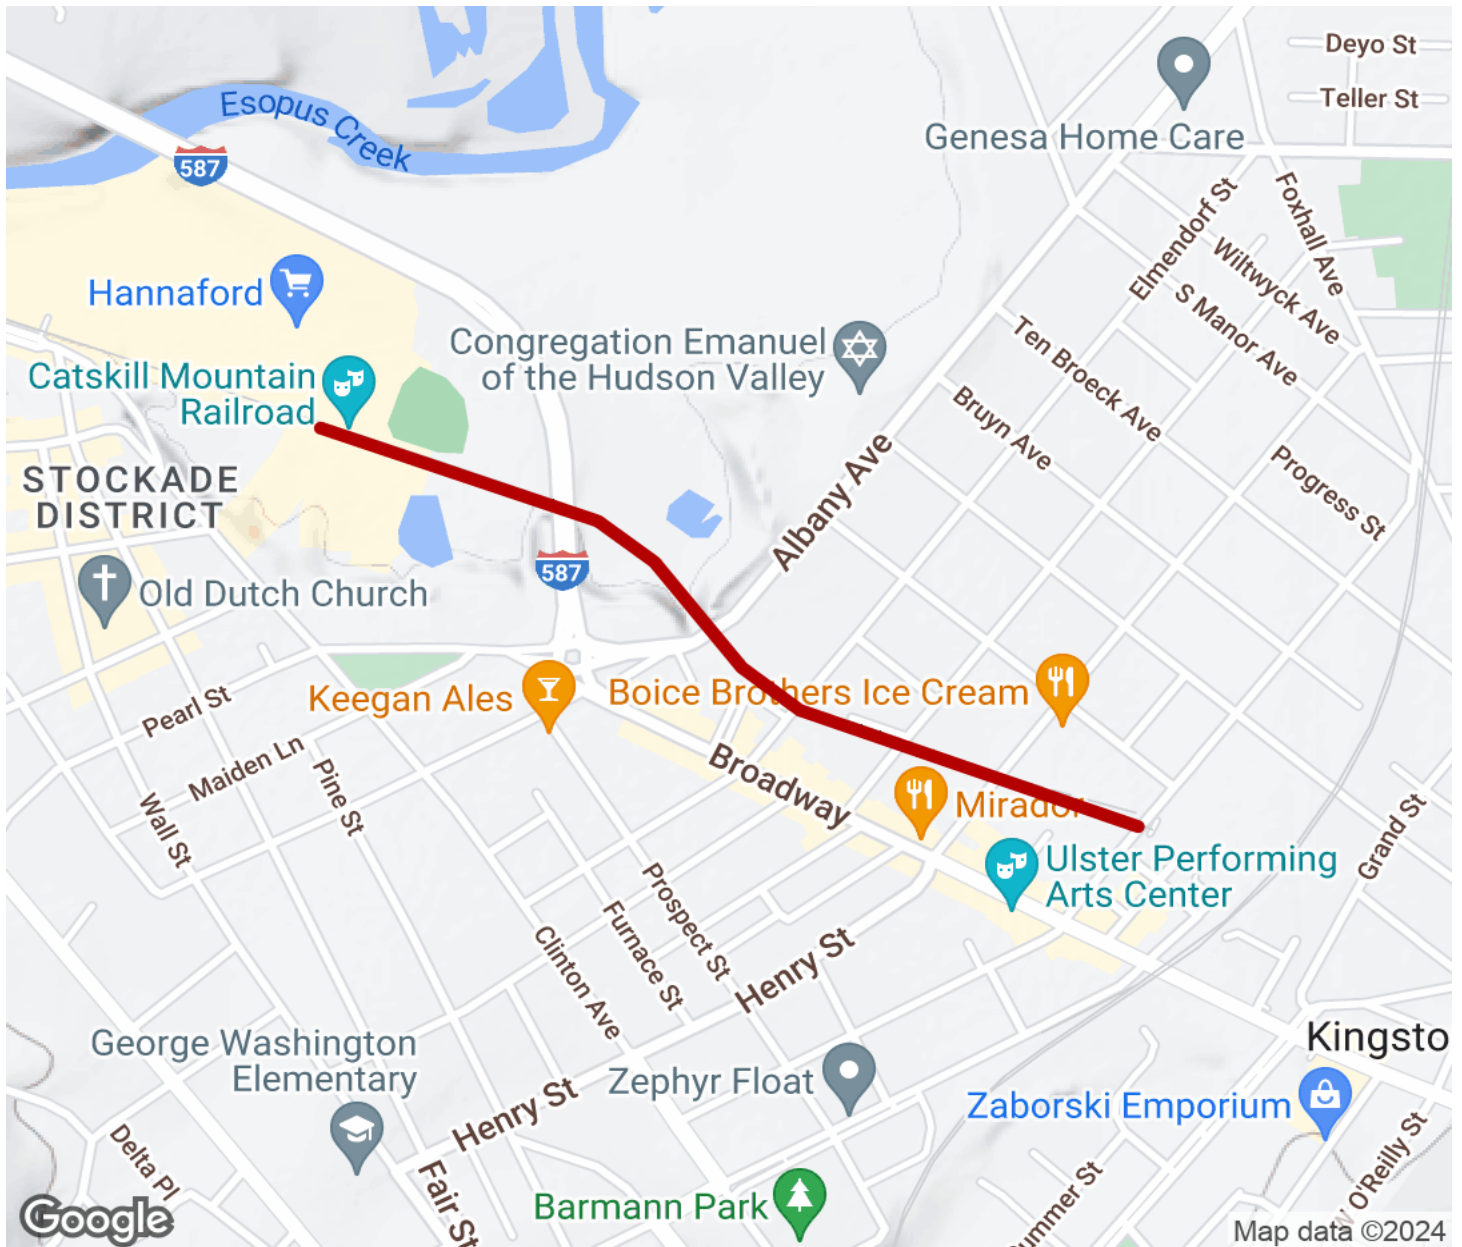 Deyo St
Teller St
Esopus Creek
587
Genesa Home Care
Foxhall Ave
Elmendorf St
Wiltwyck Ave
S Manor Ave
Hannaford
Catskill Mountain
Railroad
Congregation Emanuel
of the Hudson Valley
Ten Broeck Ave
Bruyn Ave
Progress St
Albany Ave
STOCKADE
DISTRICT
587
Old Dutch Church
Keegan Ales
Boice Brothers Ice Cream
Pearl St
Maiden Ln
Pine St
Wall St
Broadway
Mirador
Ulster Performing
Arts Center
Grand St
Prospect St
Furnace St
Clinton Ave
Henry St
George Washington
Elementary
Zephyr Float
Kingsto
Zaborski Emporium
Henry St
Delta Pl
Fair St
Barmann Park
ummer St
W O'Reilly St
Google
Map data ©2024